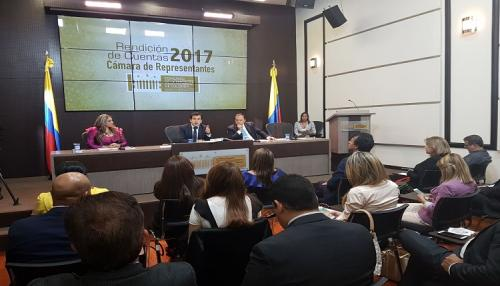 Rendición 2017
de Cuentas
Cámara de Representantes